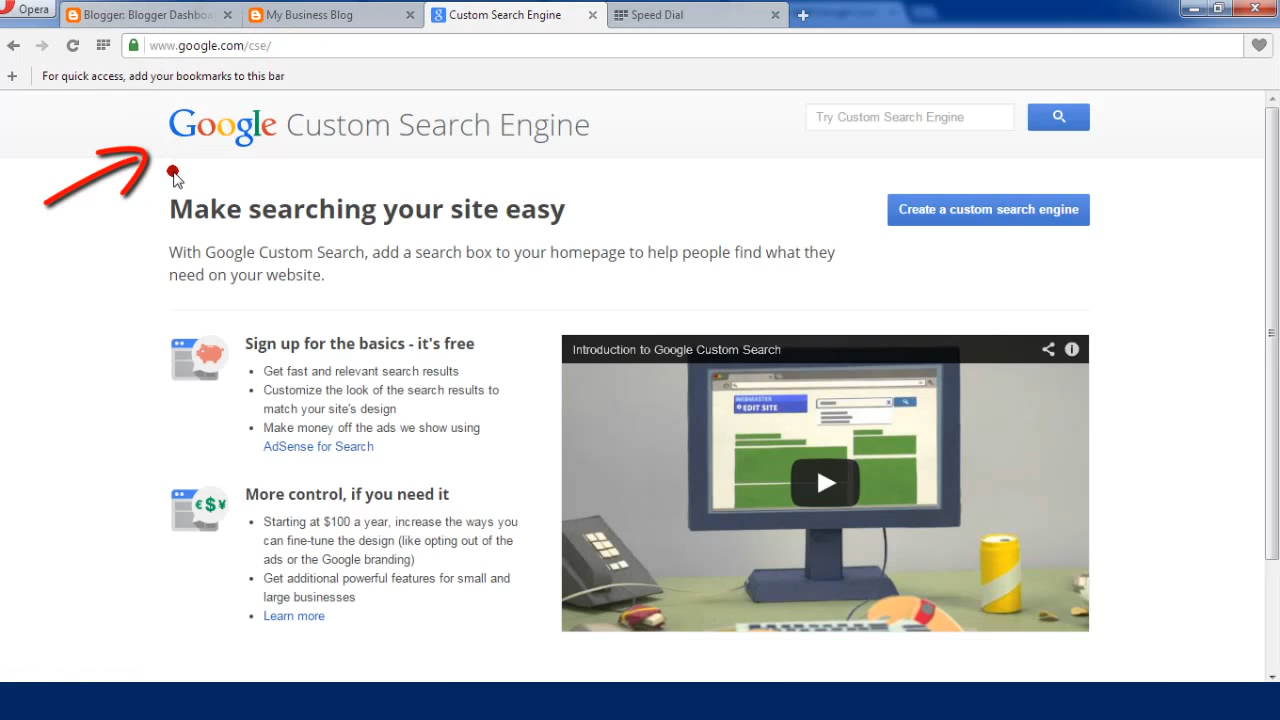 Opera
Blogger: Blogger Dashboa
My Business Blog
Custom Search Engine
Speed Dial
www.google.com/cse/
For quick access, add your bookmarks to this bar
Google Custom Search Engine
Try Custom Search Engine
Make searching your site easy
Create a custom search engine
With Google Custom Search, add a search box to your homepage to help people find what they
need on your website.
Sign up for the basics - it's free
• Get fast and relevant search results
• Customize the look of the search results to
match your site's design
• Make money off the ads we show using
AdSense for Search
More control, if you need it
• Starting at $100 a year, increase the ways you
can fine-tune the design (like opting out of the
ads or the Google branding)
• Get additional powerful features for small and
large businesses
• Learn more
Introduction to Google Custom Search
WEBMASTER
EDIT SITE